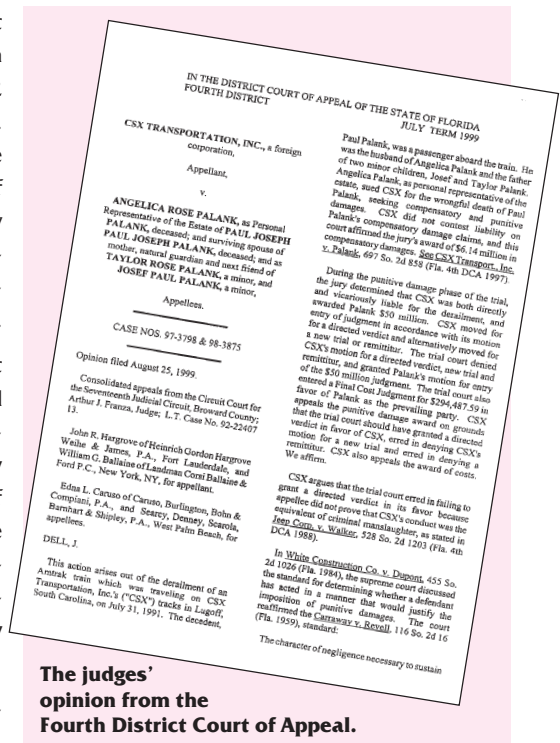 IN THE DISTRICT COURT OF APPEAL OF THE STATE OF FLORIDA
FOURTH DISTRICT
JULY TERM 1999
CSX TRANSPORTATION, INC., a foreign
corporation,
Appellant,
v.
ANGELICA ROSE PALANK, as Personal
Representative of the Estate of PAUL JOSEPH
PALANK, deceased; and surviving spouse of
PAUL JOSEPH PALANK, deceased; and as
mother, natural guardian and next friend of
TAYLOR ROSE PALANK, a minor, and
JOSEF PAUL PALANK, a minor,
Appellees.
CASE NOS. 97-3798 & 98-3875
Opinion filed August 25, 1999.
Consolidated appeals from the Circuit Court for
the Seventeenth Judicial Circuit, Broward County;
Arthur J. Franza, Judge; L.T. Case No. 92-22407
13.
John R. Hargrove of Heinrich Gordon Hargrove
Weihe & James, P.A., Fort Lauderdale, and
William G. Ballaine of Landman Corsi Ballaine &
Ford P.C., New York, NY, for appellant.
Edna L. Caruso of Caruso, Burlington, Bohn &
Compiani, P.A., and Searcy, Denney, Scarola,
Barnhart & Shipley, P.A., West Palm Beach, for
appellees.
DELL, J.
This action arises out of the derailment of an
Amtrak train which was traveling on CSX
Transportation, Inc.'s ("CSX") tracks in Lugoff,
South Carolina, on July 31, 1991. The decedent,
Paul Palank, was a passenger aboard the train. He
was the husband of Angelica Palank and the father
of two minor children, Josef and Taylor Palank.
Angelica Palank, as personal representative of the
estate, sued CSX for the wrongful death of Paul
Palank, seeking compensatory and punitive
damages. CSX did not contest liability on
Palank's compensatory damage claims, and this
court affirmed the jury's award of $6.14 million in
compensatory damages. See CSX Transport., Inc.
v. Palank, 697 So. 2d 858 (Fla. 4th DCA 1997).
During the punitive damage phase of the trial,
the jury determined that CSX was both directly
and vicariously liable for the derailment, and
awarded Palank $50 million. CSX moved for
entry of judgment in accordance with its motion
for a directed verdict and alternatively moved for
a new trial or remittitur. The trial court denied
CSX's motion for a directed verdict, new trial and
remittitur, and granted Palank's motion for entry
of the $50 million judgment. The trial court also
entered a Final Cost Judgment for $294,487.59 in
favor of Palank as the prevailing party. CSX
appeals the punitive damage award on grounds
that the trial court should have granted a directed
verdict in favor of CSX, erred in denying CSX's
motion for a new trial and erred in denying a
remittitur. CSX also appeals the award of costs.
We affirm.
CSX argues that the trial court erred in failing to
grant a directed verdict in its favor because
appellee did not prove that CSX's conduct was the
equivalent of criminal manslaughter, as stated in
Jeep Corp. v. Walker, 528 So. 2d 1203 (Fla. 4th
DCA 1988).
In White Construction Co. v. Dupont, 455 So.
2d 1026 (Fla. 1984), the supreme court discussed
the standard for determining whether a defendant
has acted in a manner that would justify the
imposition of punitive damages. The court
reaffirmed the Carraway v. Revell, 116 So. 2d 16
(Fla. 1959), standard:
The character of negligence necessary to sustain
The judges'
opinion from the
Fourth District Court of Appeal.